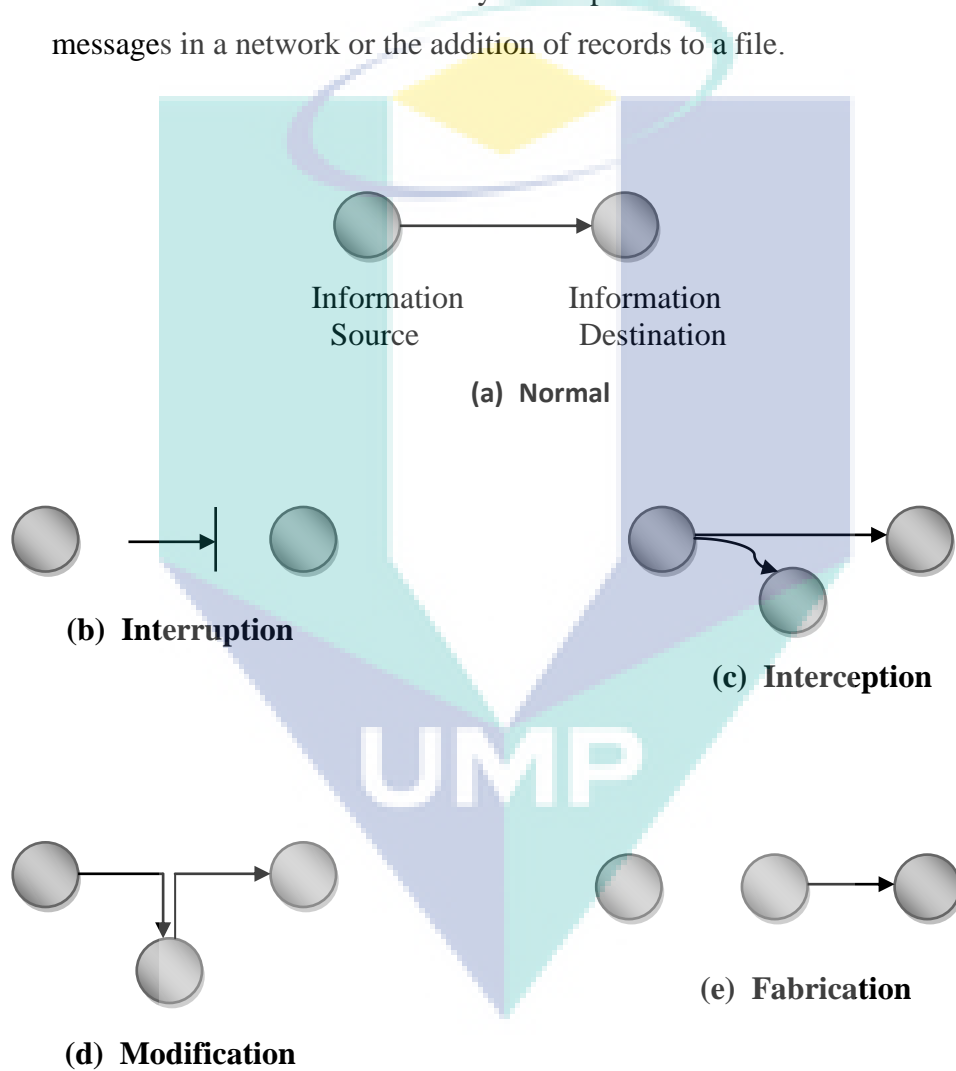 messages in a network or the addition of records to a file.
Information Information
Source Destination
(a) Normal
(b) Interruption
(c) Interception
UMP
(e) Fabrication
(d) Modification